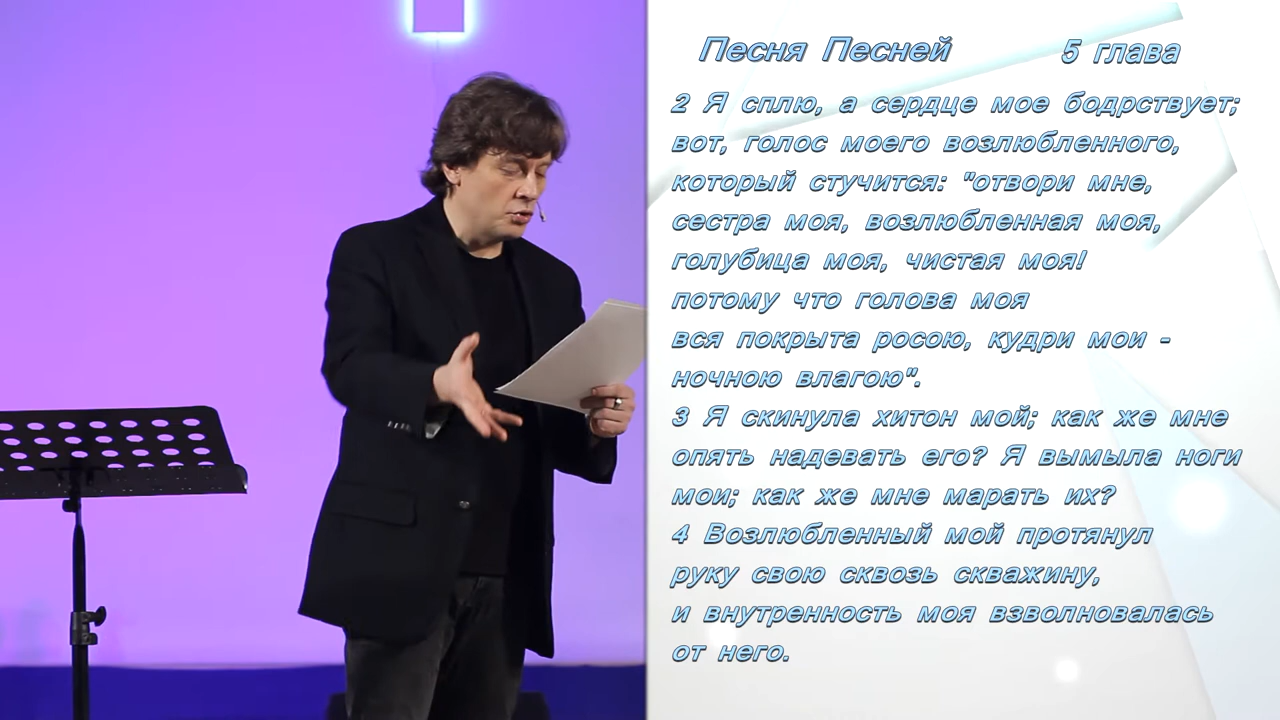 Песня Песней 5 глава
2 Я сплю, а сердце мое бодрствует;
вот, голос моего возлюбленного,
который стучится: "отвори мне,
сестра моя, возлюбленная моя,
голубица моя, чистая моя!
потому что голова моя
вся покрыта росою, кудри мои -
ночною влагою".
3 Я скинула хитон мой; как же мне
опять надевать его? Я вымыла ноги
мои; как же мне марать их?
4 Возлюбленный мой протянул
руку свою сквозь скважину,
и внутренность моя взволновалась
от него.